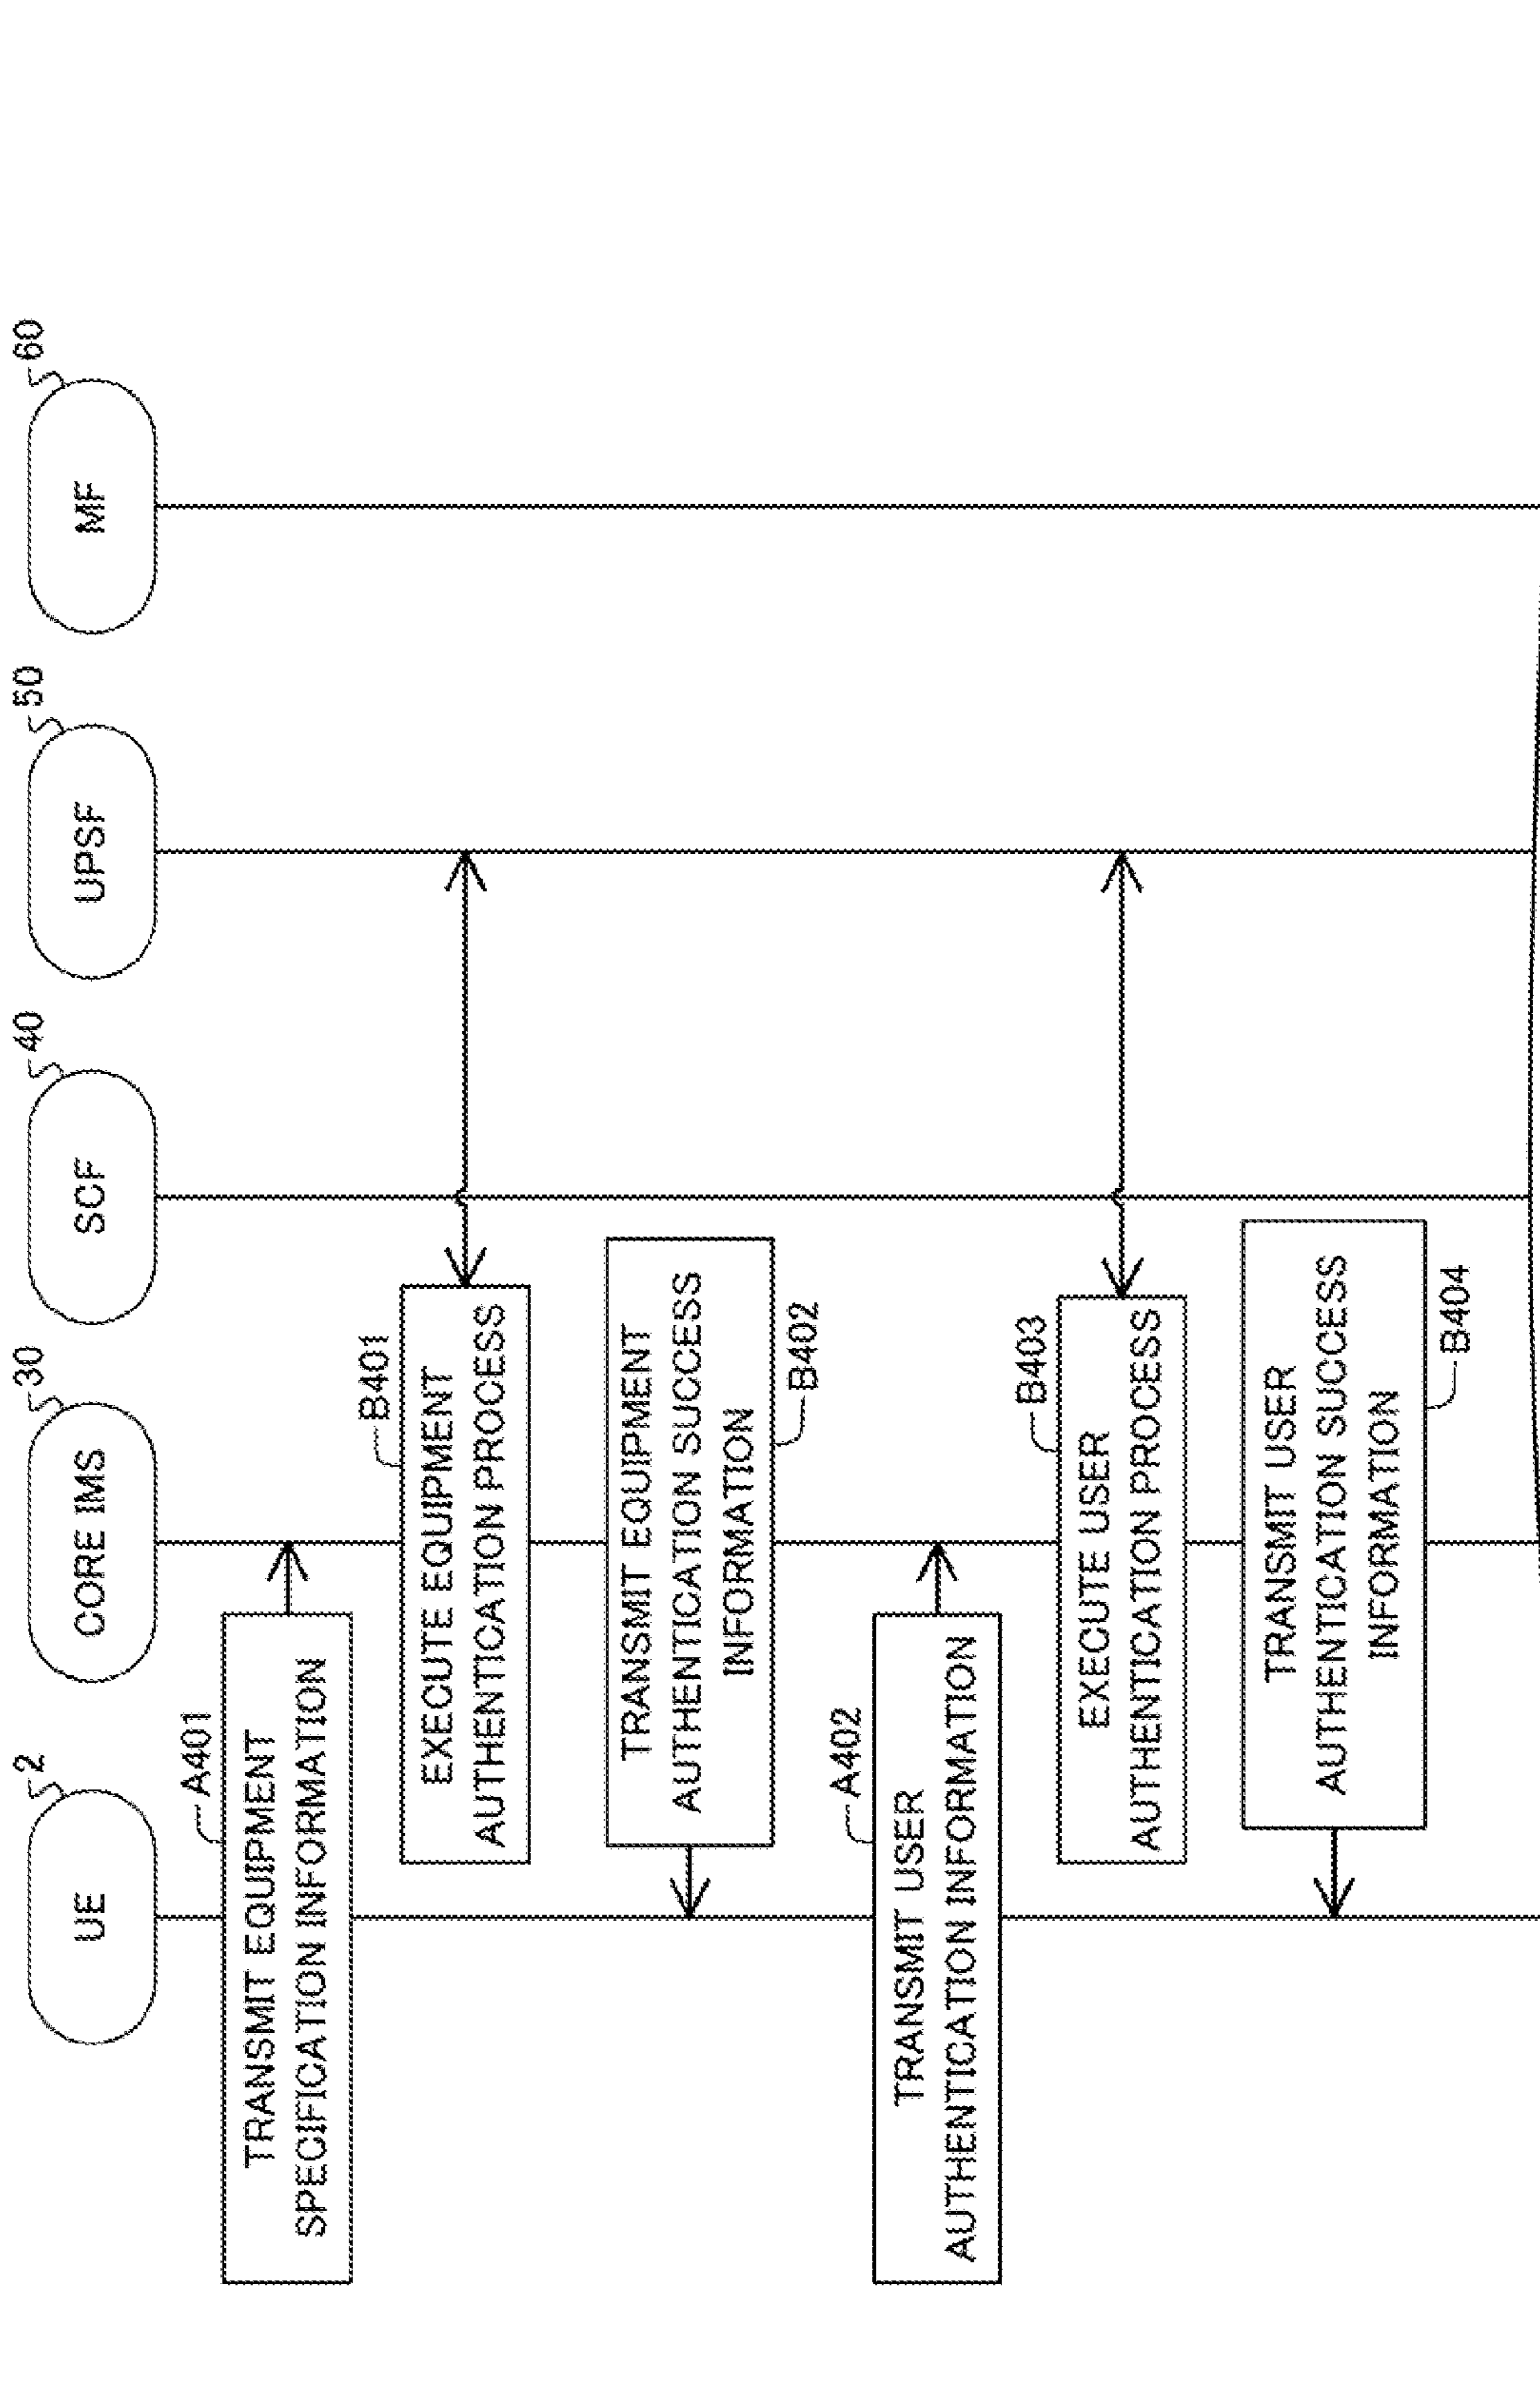 UE
2
CORE IMS
30
SCF
40
UPSF
50
MF
60
A401
TRANSMIT EQUIPMENT
SPECIFICATION INFORMATION
B401
EXECUTE EQUIPMENT
AUTHENTICATION PROCESS
TRANSMIT EQUIPMENT
AUTHENTICATION SUCCESS
INFORMATION
B402
A402
TRANSMIT USER
AUTHENTICATION INFORMATION
B403
EXECUTE USER
AUTHENTICATION PROCESS
TRANSMIT USER
AUTHENTICATION SUCCESS
INFORMATION
B404